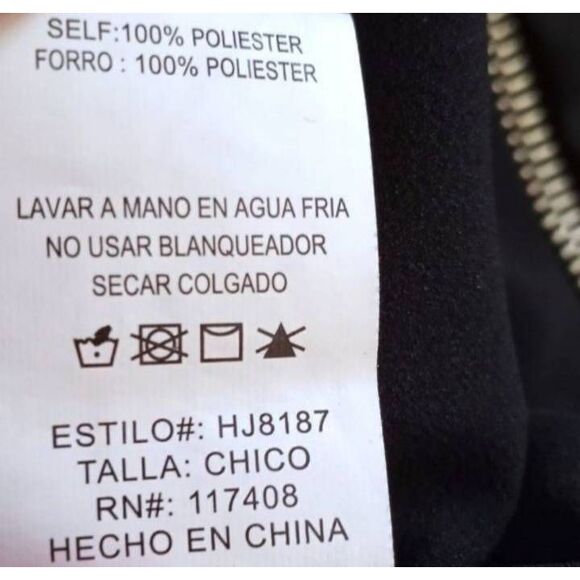 SELF:100% POLIESTER
FORRO : 100% POLIESTER
LAVAR A MANO EN AGUA FRIA
NO USAR BLANQUEADOR
SECAR COLGADO
ESTILO#: HJ8187
TALLA: CHICO
RN#: 117408
HECHO EN CHINA